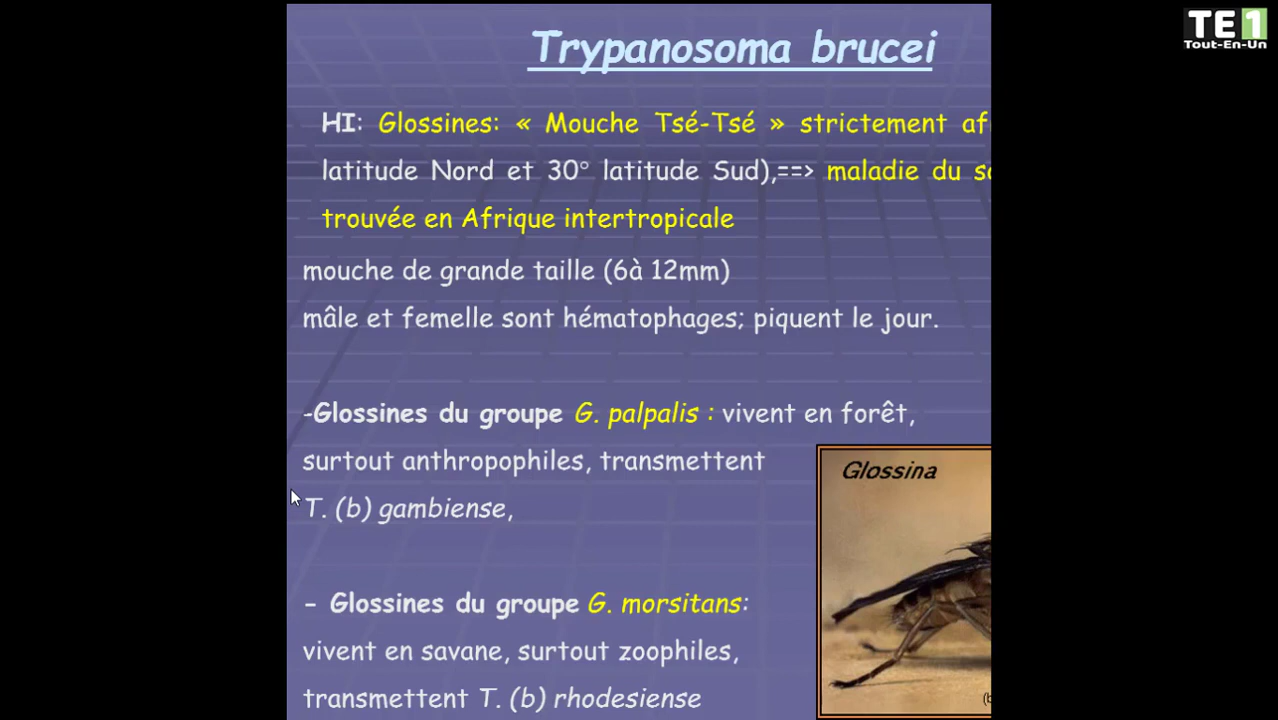 TE1
Tout-En-Un
Trypanosoma brucei
HI: Glossines: « Mouche Tsé-Tsé » strictement
latitude Nord et 30° latitude Sud),==> maladie du
trouvée en Afrique intertropicale
mouche de grande taille (6à 12mm)
mâle et femelle sont hématophages; piquent le jour.
-Glossines du groupe G. palpalis : vivent en forêt,
surtout anthropophiles, transmettent
T. (b) gambiense,
Glossina
- Glossines du groupe G. morsitans:
vivent en savane, surtout zoophiles,
transmettent T. (b) rhodesiense